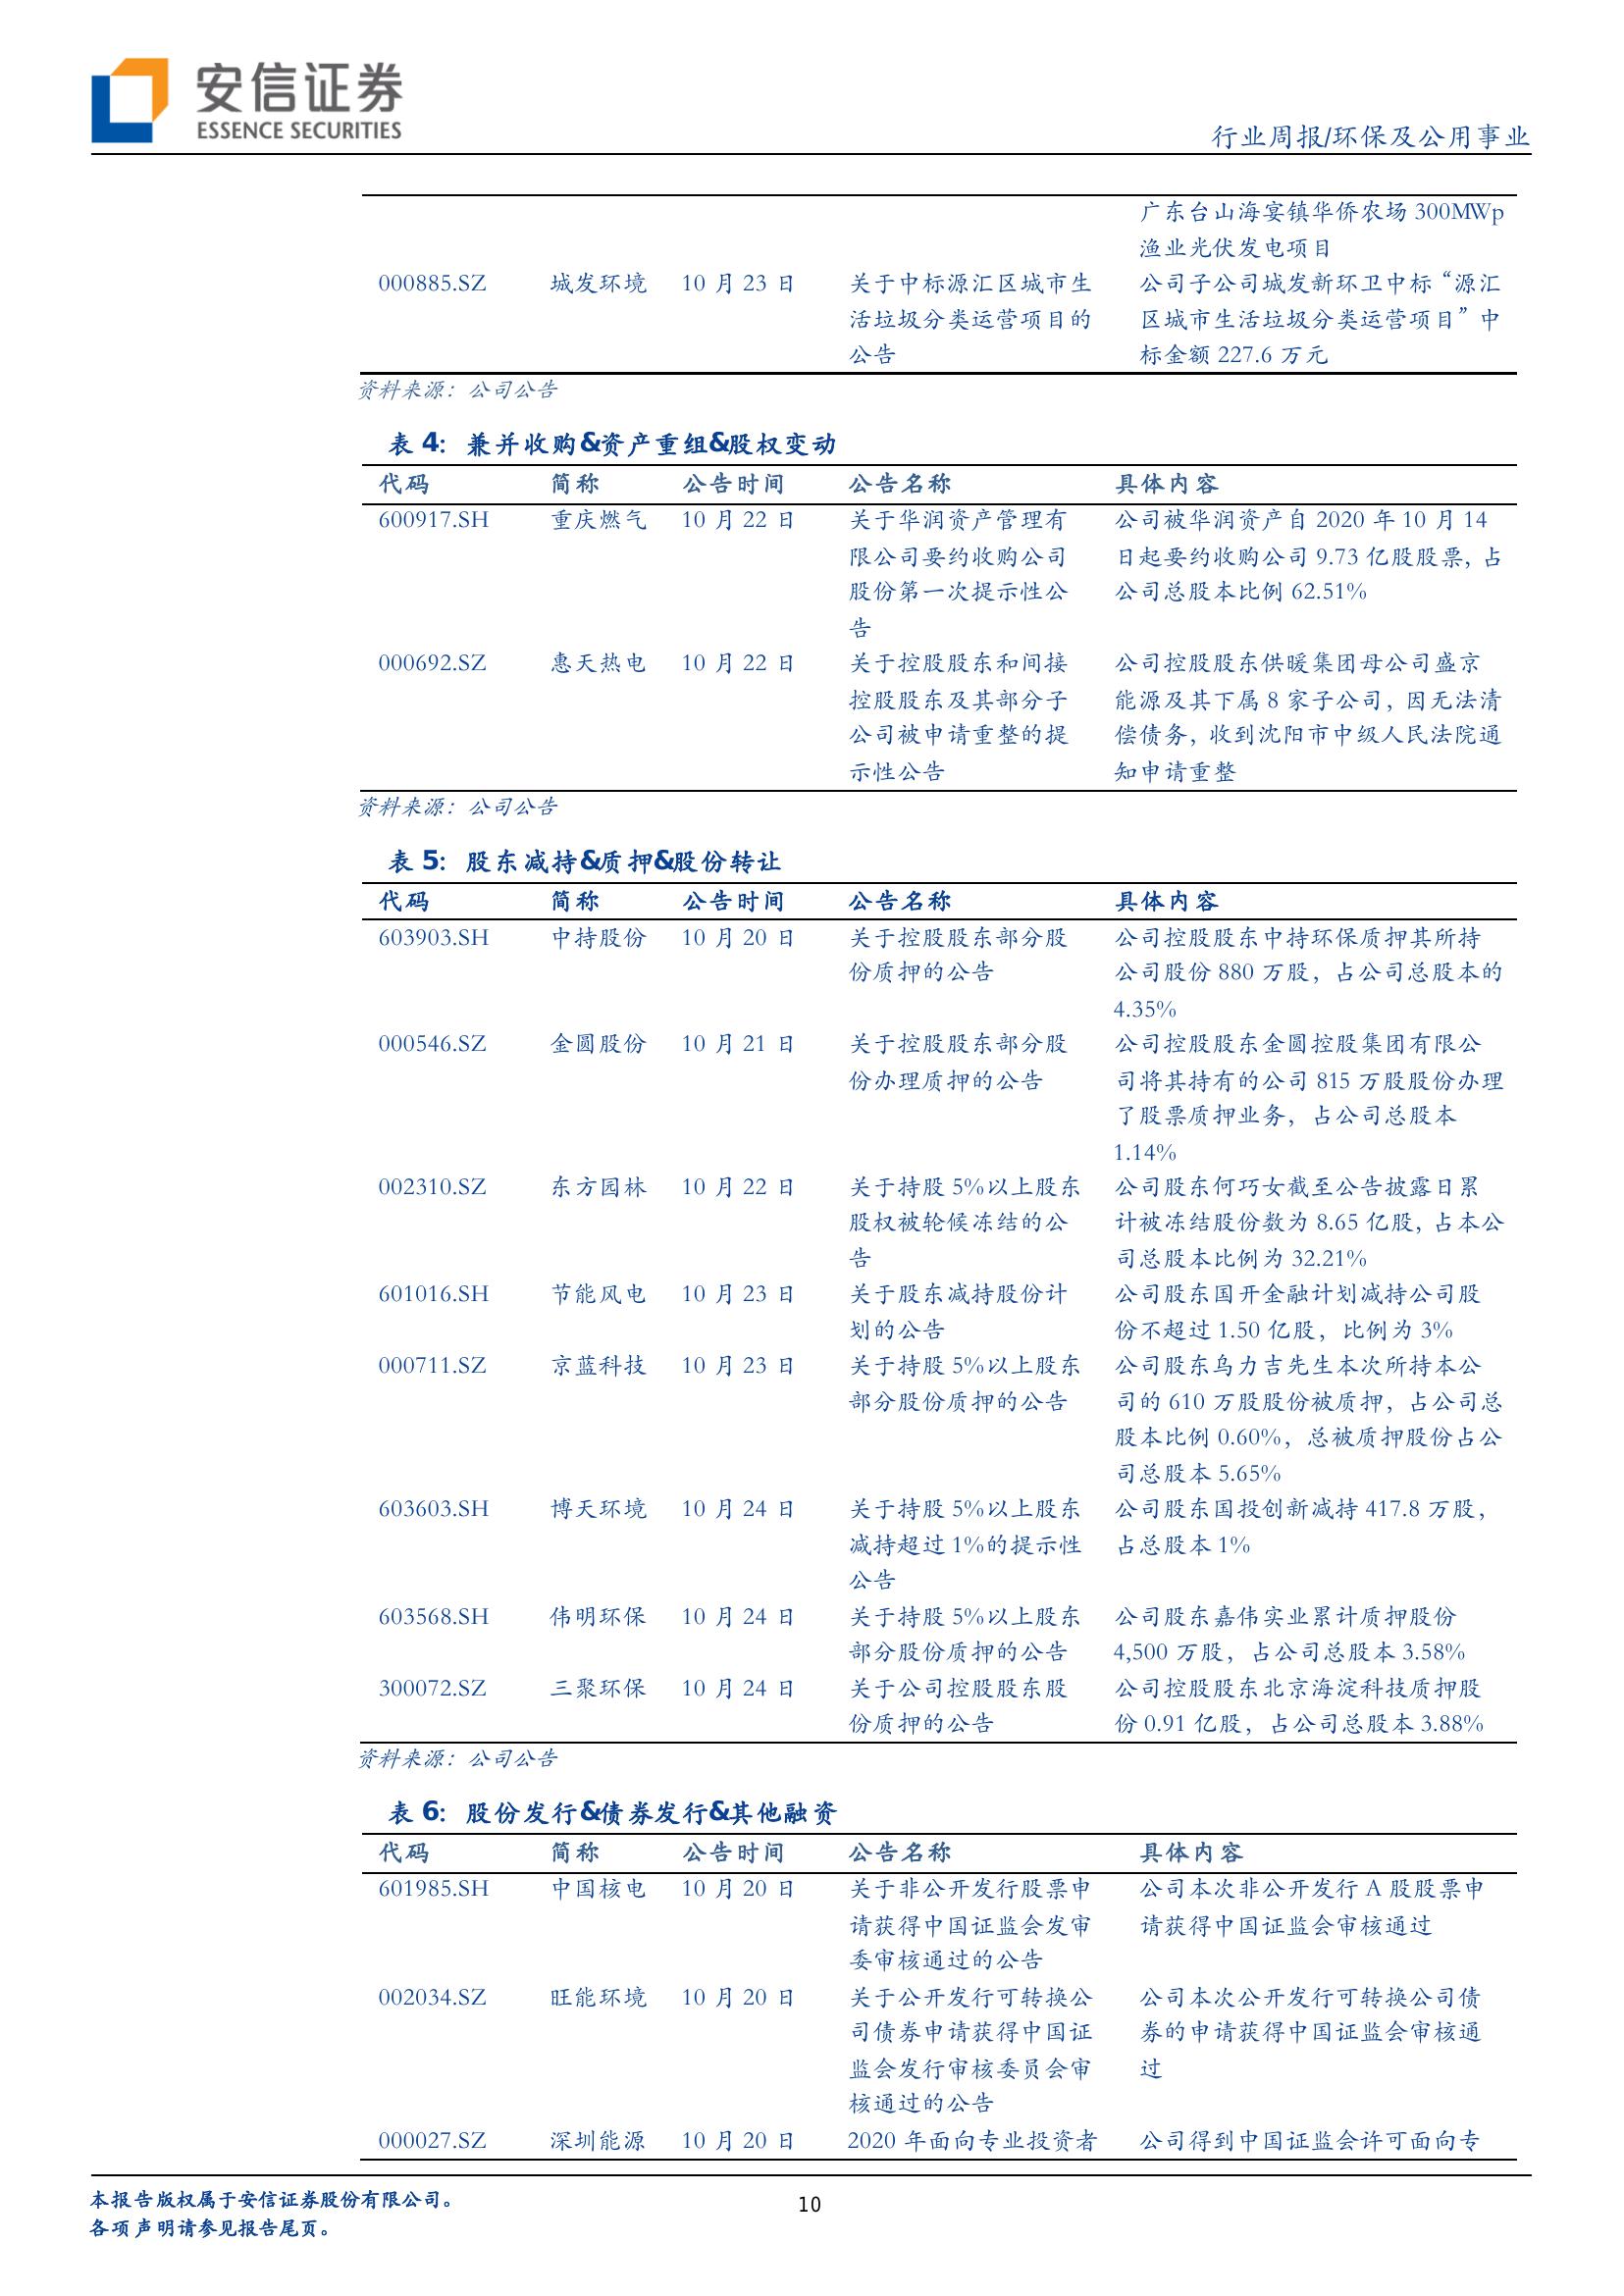 安信证券
ESSENCE SECURITIES
行业周报/环保及公用事业
广东台山海宴镇华侨农场 300MWp
渔业光伏发电项目
000885.SZ 城发环境 10 月 23 日 关于中标源汇区城市生 公司子公司城发新环卫中标“源汇
活垃圾分类运营项目的 区城市生活垃圾分类运营项目”中
公告 标金额 227.6 万元
资料来源：公司公告
表 4: 兼并收购&资产重组&股权变动
代码 简称 公告时间 公告名称 具体内容
600917.SH 重庆燃气 10 月 22 日 关于华润资产管理有 公司被华润资产自 2020 年 10 月 14
限公司要约收购公司 日起要约收购公司 9.73 亿股股票，占
股份第一次提示性公 公司总股本比例 62.51%
告
000692.SZ 惠天热电 10 月 22 日 关于控股股东和间接 公司控股股东供暖集团母公司盛京
控股股东及其部分子 能源及其下属 8 家子公司，因无法清
公司被申请重整的提 偿债务，收到沈阳市中级人民法院通
示性公告 知申请重整
资料来源：公司公告
表 5: 股东减持&质押&股份转让
代码 简称 公告时间 公告名称 具体内容
603903.SH 中持股份 10 月 20 日 关于控股股东部分股 公司控股股东中持环保质押其所持
份质押的公告 公司股份 880 万股，占公司总股本的
4.35%
000546.SZ 金圆股份 10 月 21 日 关于控股股东部分股 公司控股股东金圆控股集团有限公
份办理质押的公告 司将其持有的公司 815 万股股份办理
了股票质押业务，占公司总股本
1.14%
002310.SZ 东方园林 10 月 22 日 关于持股 5%以上股东 公司股东何巧女截至公告披露日累
股权被轮候冻结的公 计被冻结股份数为 8.65 亿股，占本公
告 司总股本比例为 32.21%
601016.SH 节能风电 10 月 23 日 关于股东减持股份计 公司股东国开金融计划减持公司股
划的公告 份不超过 1.50 亿股，比例为 3%
000711.SZ 京蓝科技 10 月 23 日 关于持股 5%以上股东 公司股东乌力吉先生本次所持本公
部分股份质押的公告 司的 610 万股股份被质押，占公司总
股本比例 0.60%，总被质押股份占公
司总股本 5.65%
603603.SH 博天环境 10 月 24 日 关于持股 5%以上股东 公司股东国投创新减持 417.8 万股，
减持超过 1%的提示性 占总股本 1%
公告
603568.SH 伟明环保 10 月 24 日 关于持股 5%以上股东 公司股东嘉伟实业累计质押股份
部分股份质押的公告 4,500 万股，占公司总股本 3.58%
300072.SZ 三聚环保 10 月 24 日 关于公司控股股东股 公司控股股东北京海淀科技质押股
份质押的公告 份 0.91 亿股，占公司总股本 3.88%
资料来源：公司公告
表 6: 股份发行&债券发行&其他融资
代码 简称 公告时间 公告名称 具体内容
601985.SH 中国核电 10 月 20 日 关于非公开发行股票申 公司本次非公开发行 A 股股票申
请获得中国证监会发审 请获得中国证监会审核通过
委审核通过的公告
002034.SZ 旺能环境 10 月 20 日 关于公开发行可转换公 公司本次公开发行可转换公司债
司债券申请获得中国证 券的申请获得中国证监会审核通
监会发行审核委员会审 过
核通过的公告
000027.SZ 深圳能源 10 月 20 日 2020 年面向专业投资者 公司得到中国证监会许可面向专
本报告版权属于安信证券股份有限公司。
各项声明请参见报告尾页。
10